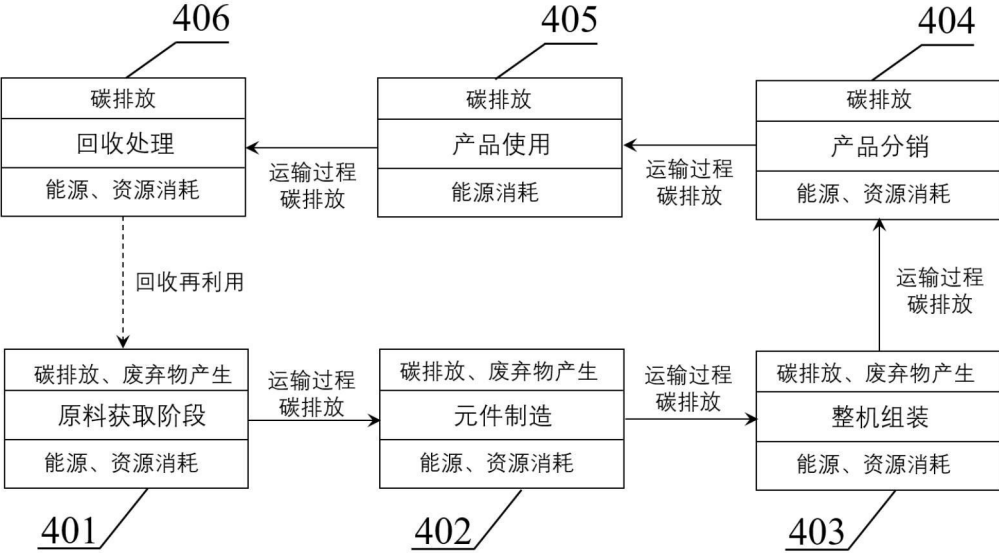 406
405
404
碳排放
回收处理
能源、资源消耗
运输过程
碳排放
碳排放
产品使用
能源消耗
运输过程
碳排放
碳排放
产品分销
能源、资源消耗
回收再利用
运输过程
碳排放
碳排放、废弃物产生
原料获取阶段
能源、资源消耗
运输过程
碳排放
碳排放、废弃物产生
元件制造
能源、资源消耗
运输过程
碳排放
碳排放、废弃物产生
整机组装
能源、资源消耗
401
402
403